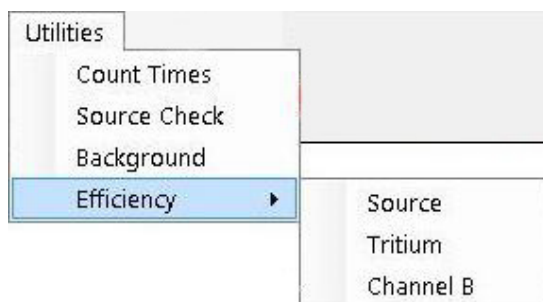 Utilities
Count Times
Source Check
Background
Efficiency
Source
Tritium
Channel B